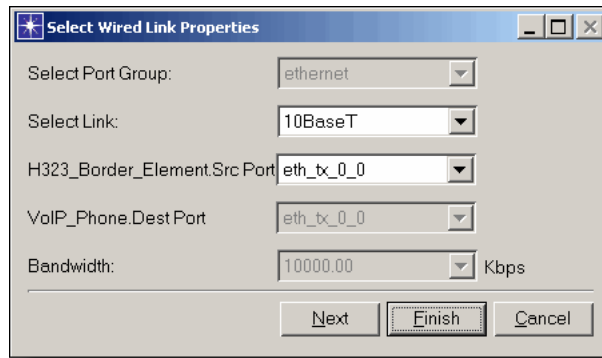 Select Wired Link Properties
Select Port Group: ethernet
Select Link: 10BaseT
H323_Border_Element.Src Port eth_tx_0_0
VoIP_Phone.Dest Port eth_tx_0_0
Bandwidth: 10000.00 Kbps
Next Finish Cancel